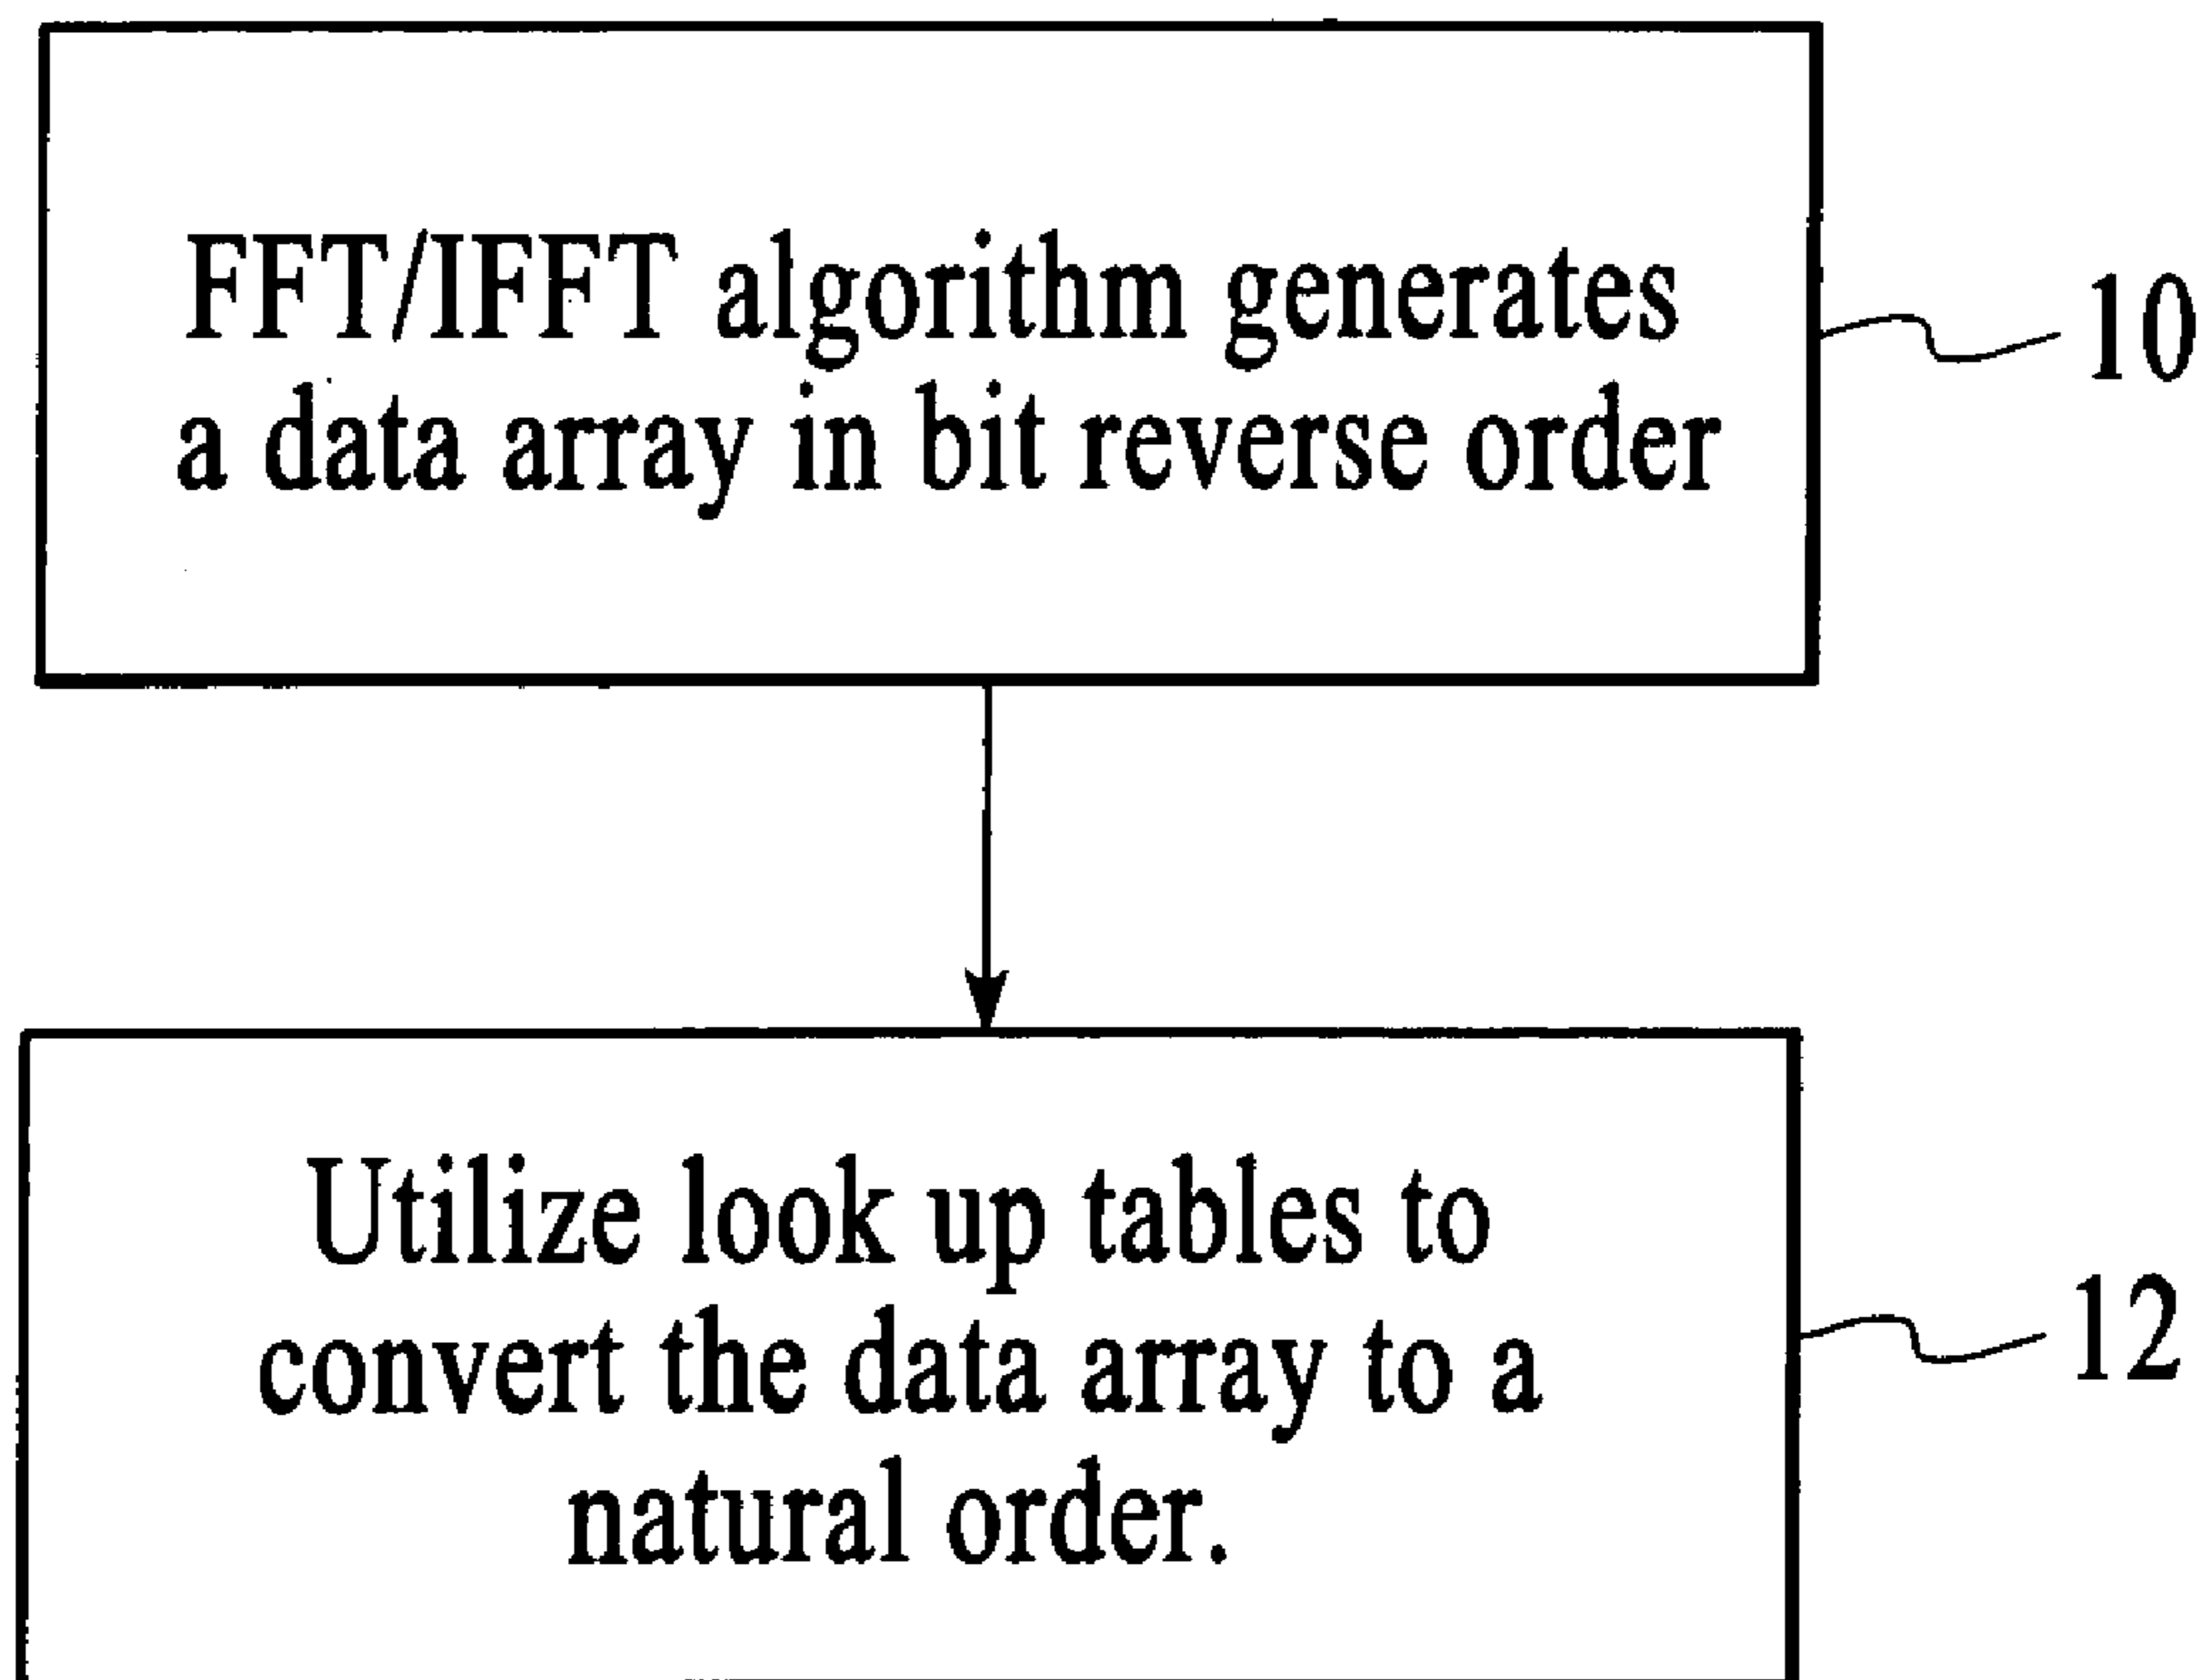 FFT/IFFT algorithm generates
a data array in bit reverse order
10
Utilize look up tables to
convert the data array to a
natural order.
12